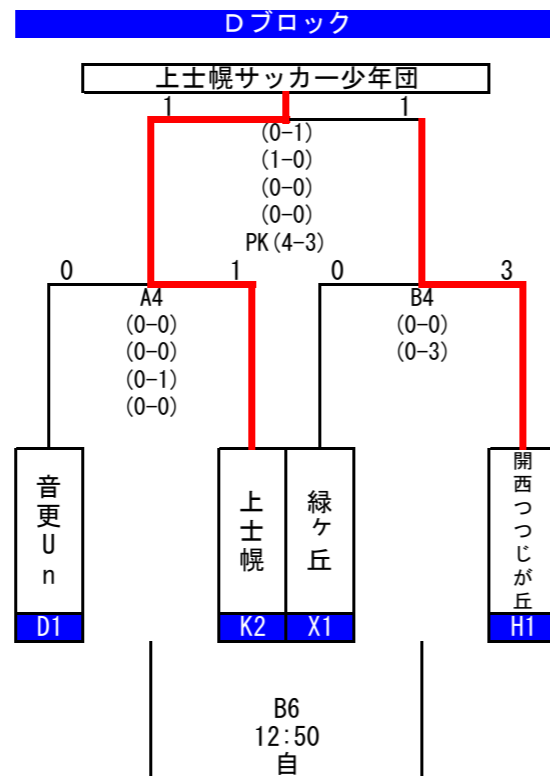 Dブロック
上士幌サッカー少年団
1 1
(0-1)
(1-0)
(0-0)
(0-0)
PK(4-3)
0 1 0 3
A4 B4
(0-0) (0-0)
(0-0) (0-3)
(0-1)
(0-0)
音更Un
上士幌
緑ケ丘
開西つつじが丘
D1 K2 X1 H1
B6
12:50
自